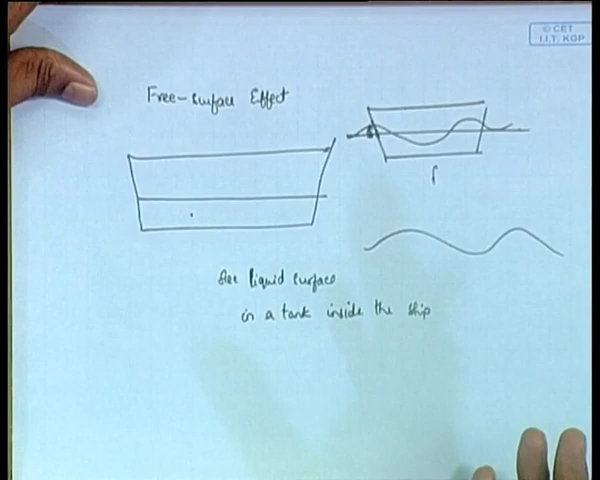 © CET
I.I.T. KGP
Free-surface Effect
free liquid surface
in a tank inside the ship